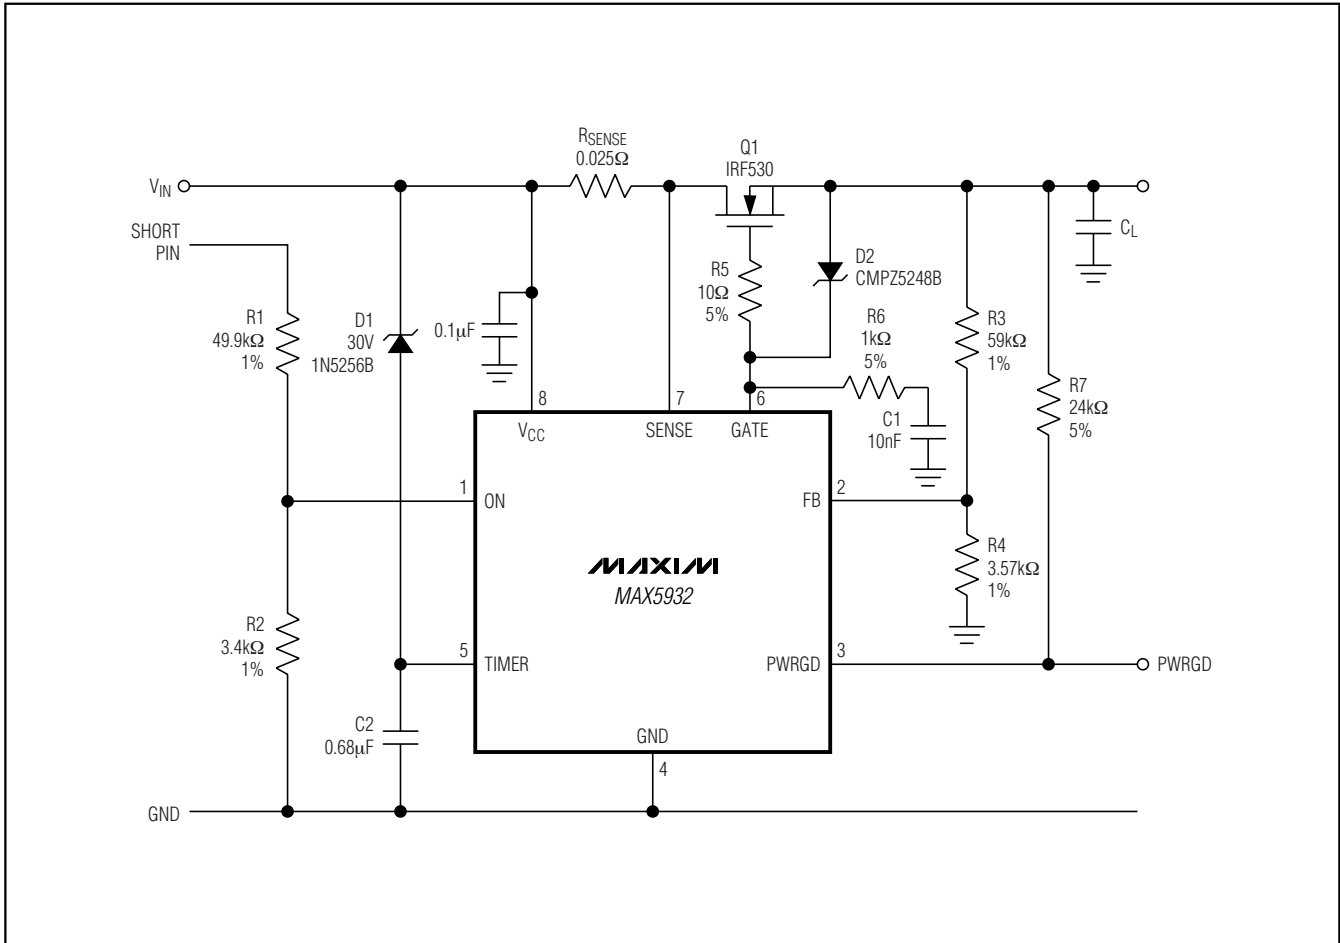 RSENSE
0.025Ω
Q1
IRF530
VIN
SHORT
PIN
CL
D2
CMPZ5248B
R5
10Ω
5%
R6
1kΩ
5%
R1
49.9kΩ
1%
D1
30V
1N5256B
0.1µF
R3
59kΩ
1%
R7
24kΩ
5%
8
7
6
C1
10nF
VCC
SENSE
GATE
1
ON
FB
2
MAXIM
MAX5932
R4
3.57kΩ
1%
R2
3.4kΩ
1%
5
TIMER
PWRGD
3
PWRGD
C2
0.68µF
GND
4
GND